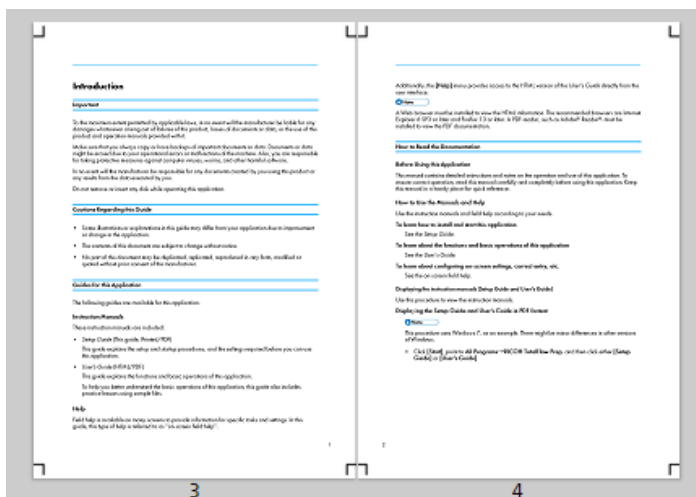 Introduction
Important
To the maximum extent permitted by applicable laws, in no event will the manufacturer be liable for any
damages whatsoever arising out of failures of this product, losses of documents or data, or the use of this
product and operation manuals provided with it.
Make sure that you always copy or have backups of important documents or data. Documents or data
might be erased due to your operational errors or malfunctions of the machine. Also, you are responsible
for taking protective measures against computer viruses, worms, and other harmful software.
In no event will the manufacturer be responsible for any documents created by you using this product or
any results from the data executed by you.
Do not remove or insert any disk while operating this application.
Cautions Regarding this Guide
• Some illustrations or explanations in this guide may differ from your application due to improvement
or change in the application.
• The contents of this document are subject to change without notice.
• No part of this document may be duplicated, replicated, reproduced in any form, modified or
quoted without prior consent of the manufacturer.
Guides for this Application
The following guides are available for this application.
Instruction Manuals
These instruction manuals are included:
• Setup Guide (This guide, Printed/PDF)
This guide explains the setup and startup procedures, and the settings required before you can use
this application.
• User's Guide (HTML/PDF)
This guide explains the functions and basic operations of this application.
To help you better understand the basic operations of this application, this guide also includes
practice lessons using sample files.
Help
Field help is available on many screens to provide information for specific tasks and settings. In this
guide, this type of help is referred to as "on-screen field help".
1
3
Additionally, the [Help] menu provides access to the HTML version of the User's Guide directly from the
user interface.
Note
A Web browser must be installed to view the HTML information. The recommended browsers are Internet
Explorer
installed to view the PDF documentation.
How to Read the Documentation
Before Using this Application
This manual contains detailed instructions and notes on the operation and use of this application. To
ensure correct operation, read this manual carefully and completely before using this application. Keep
this manual in a handy place for quick reference.
How to Use the Manuals and Help
Use the instruction manuals and field help according to your needs.
To learn how to install and start this application
See the Setup Guide.
To learn about the functions and basic operations of this application
See the User's Guide.
To learn about configuring on-screen settings, correct entry, etc.
See the on-screen field help.
Displaying the instruction manuals (Setup Guide and User's Guide)
Use this procedure to view the instruction manuals.
Displaying the Setup Guide and User's Guide in PDF format
Note
This procedure uses Windows 7, as an example. There might be minor differences in other versions
of Windows.
• Click [Start], point to All Programs→RICOH TotalFlow Prep, and then click either [Setup
Guide] or [User's Guide].
2
4